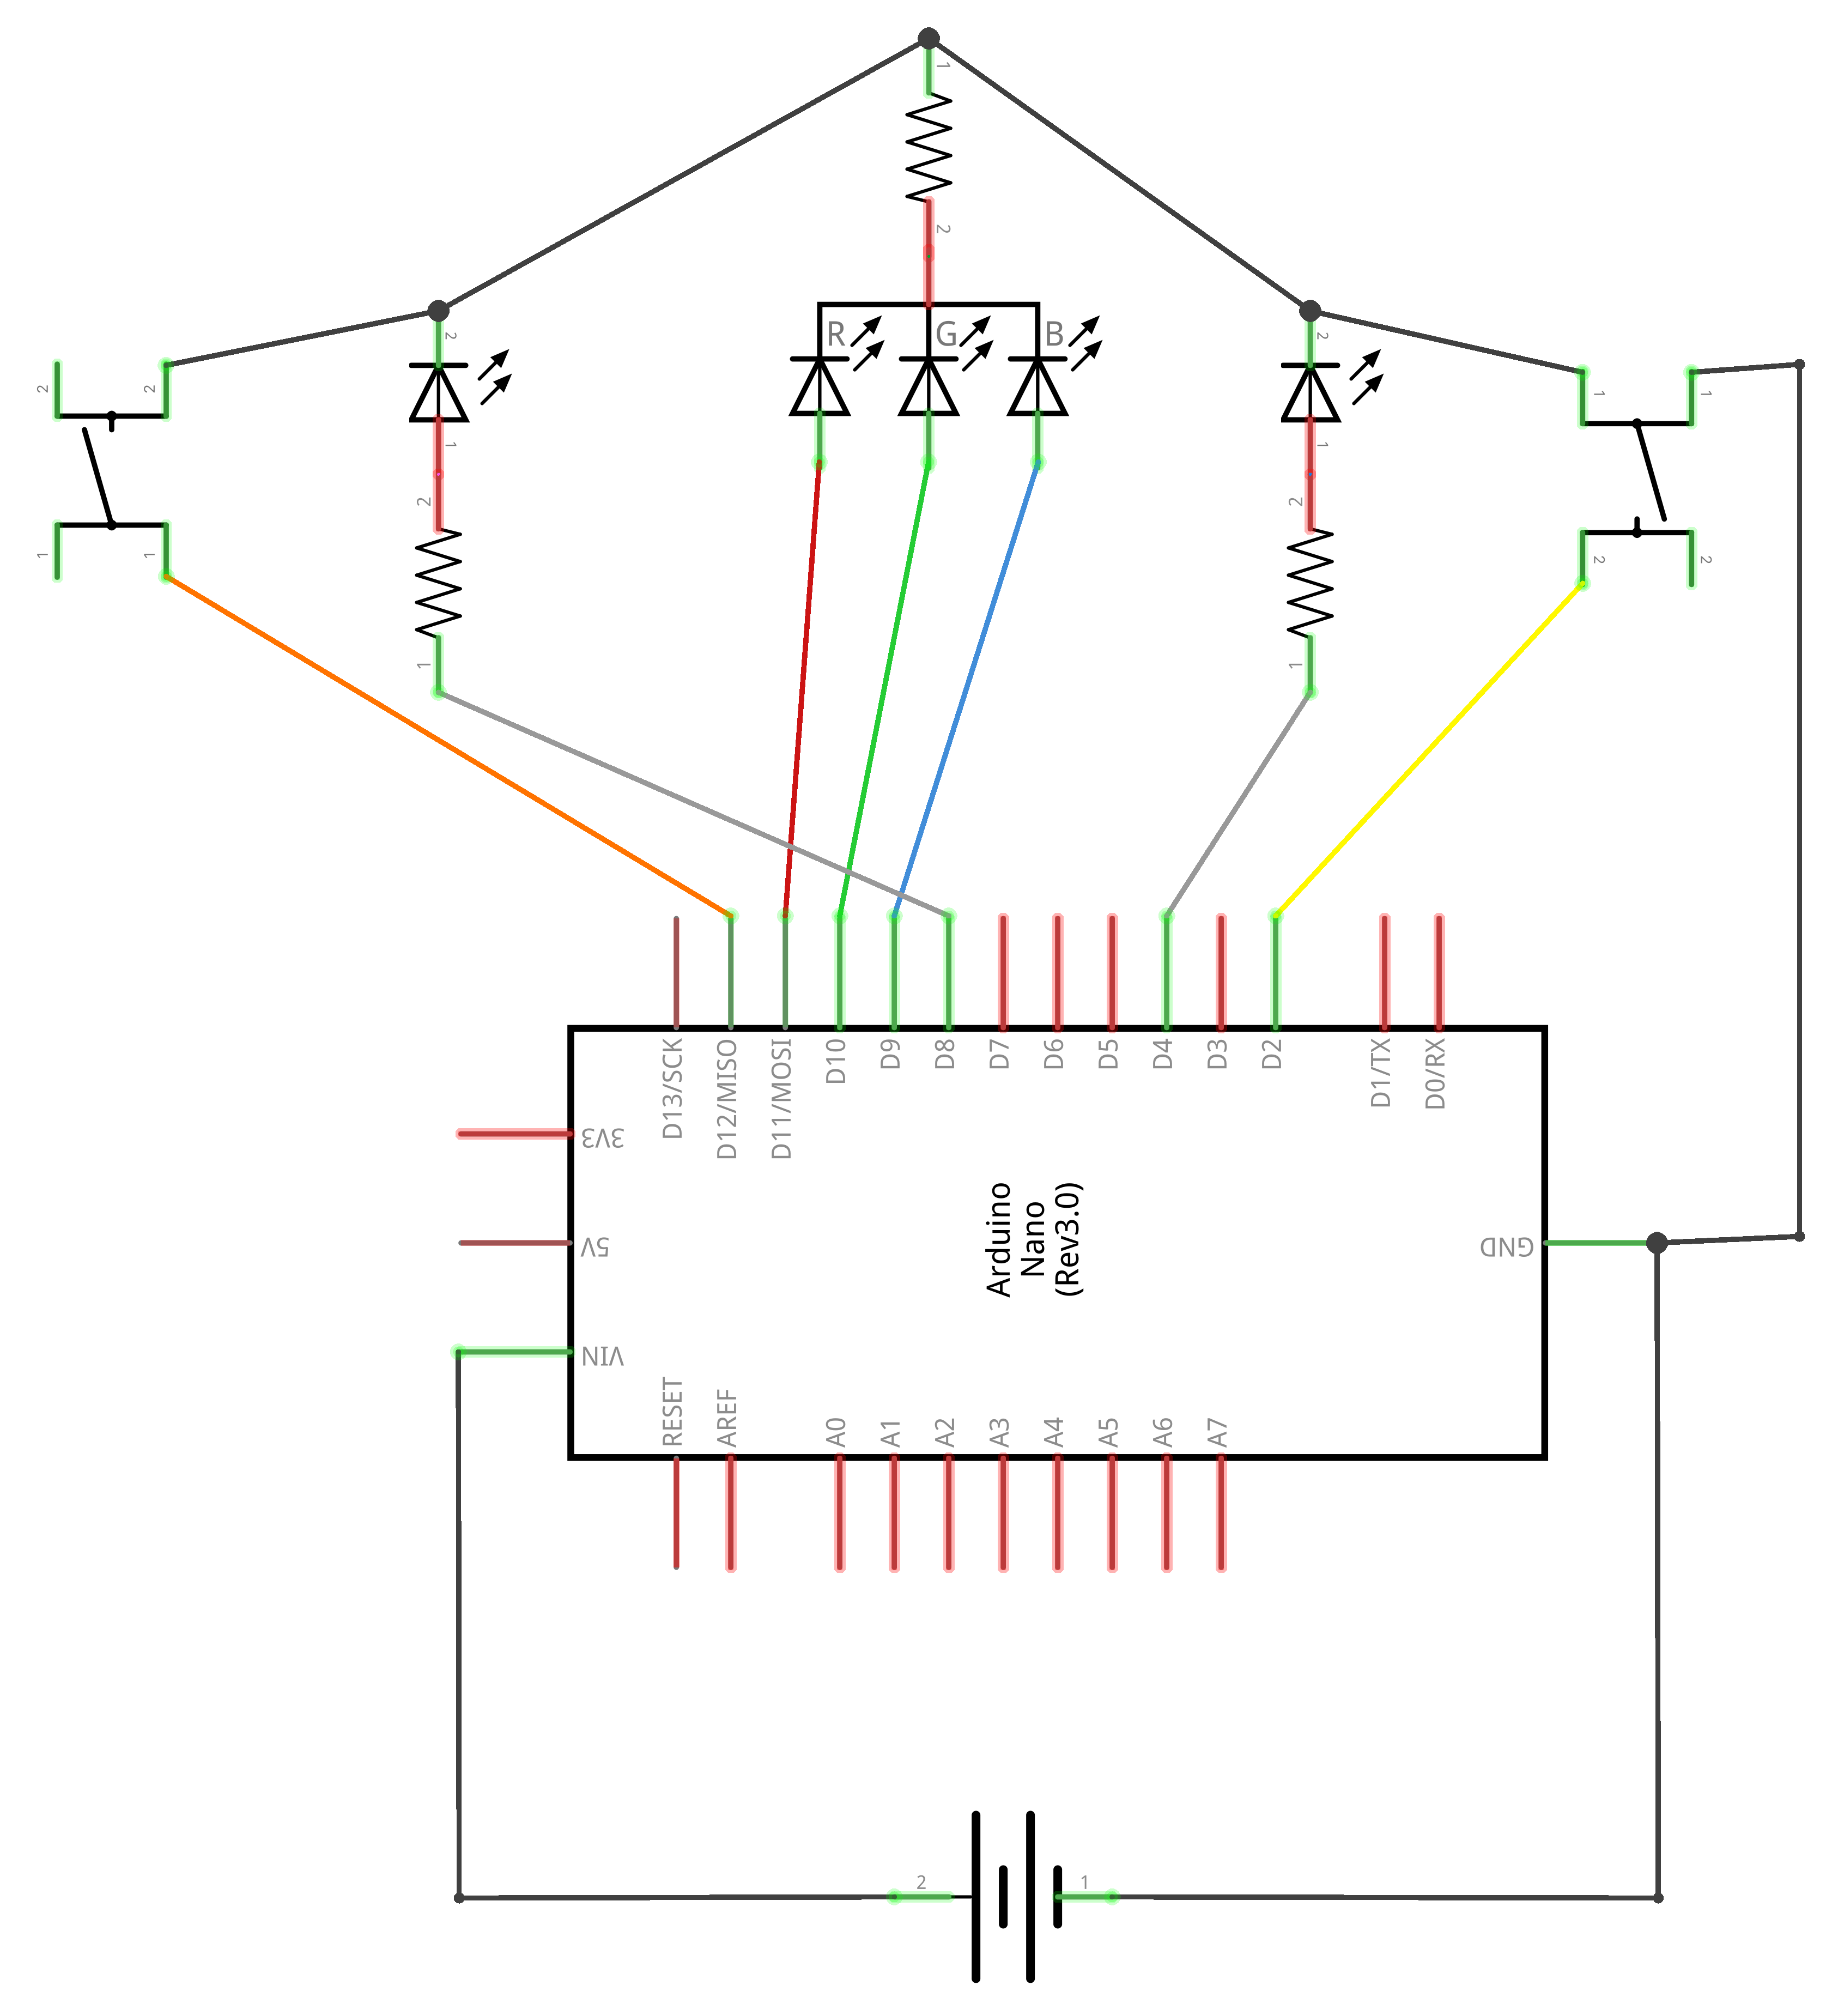 1
2
R
G
B
2
2
2
2
1
1
1
1
2
2
1
1
2
2
1
1
D13/SCK
D12/MISO
D11/MOSI
D10
D9
D8
D7
D6
D5
D4
D3
D2
D1/TX
D0/RX
3V3
5V
VIN
Arduino
Nano
(Rev3.0)
GND
RESET
AREF
A0
A1
A2
A3
A4
A5
A6
A7
2
1